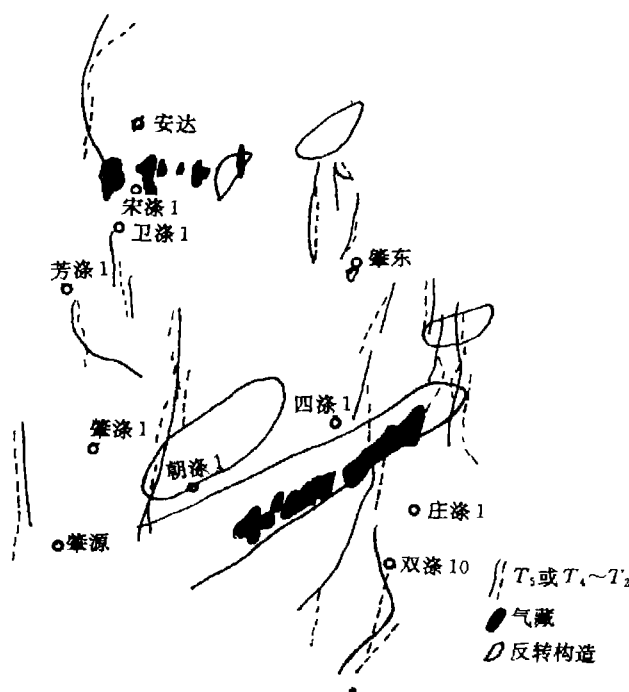 安达
宋涤1
卫涤1
肇东
芳涤1
四涤1
肇涤1
朝涤1
庄涤1
肇源
双涤10
T₅或T₄～T₂
气藏
反转构造